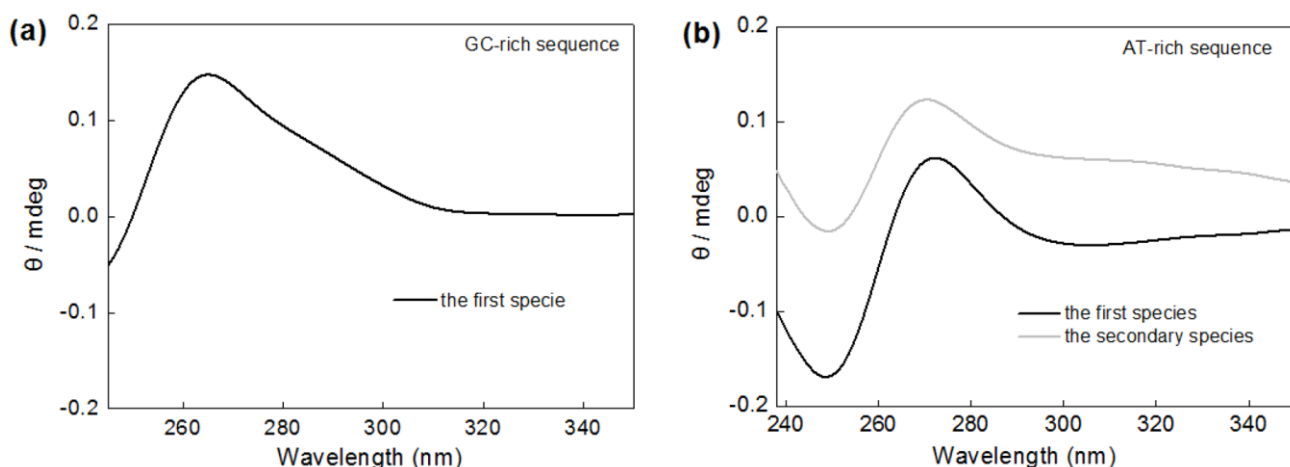 (a)
GC-rich sequence
0.2
0.1
0.0
-0.1
-0.2
θ / mdeg
the first specie
260 280 300 320 340
Wavelength (nm)
(b)
AT-rich sequence
0.2
0.1
0.0
-0.1
-0.2
θ / mdeg
the first species
the secondary species
240 260 280 300 320 340
Wavelength (nm)